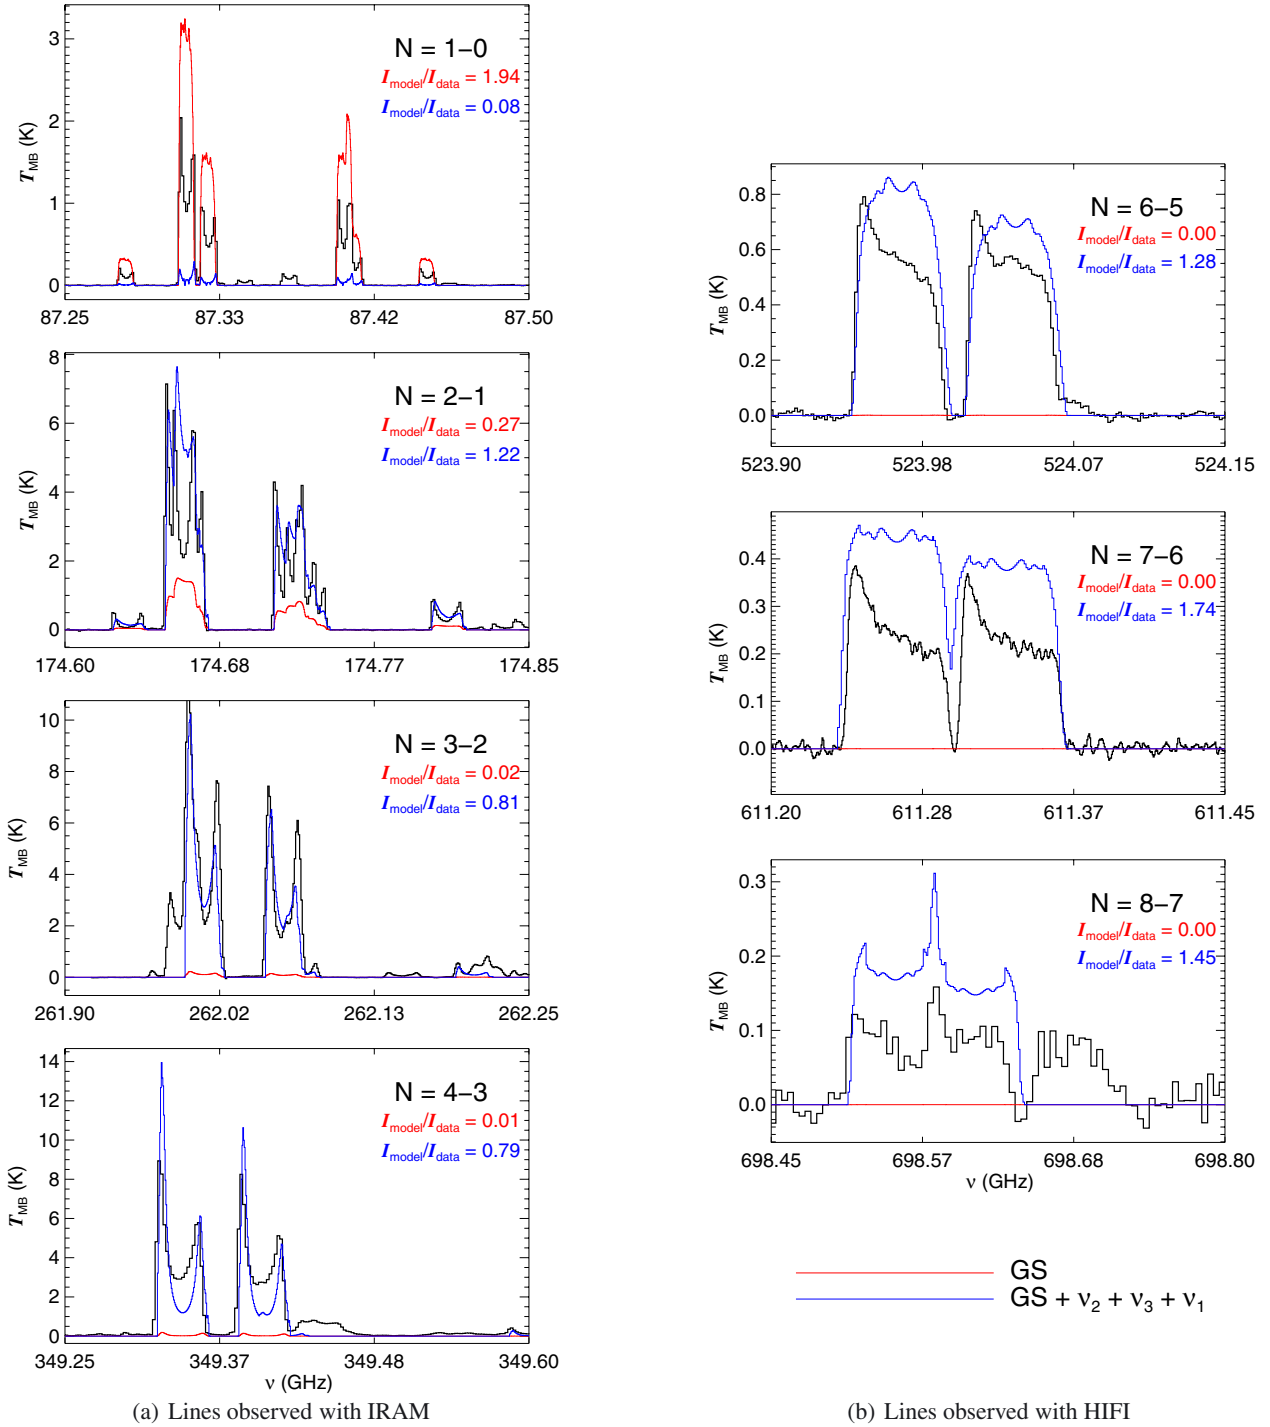 N = 1–0
I_model/I_data = 1.94
I_model/I_data = 0.08
T_MB (K)
3
2
1
0
87.25 87.33 87.42 87.50
N = 2–1
I_model/I_data = 0.27
I_model/I_data = 1.22
T_MB (K)
8
6
4
2
0
174.60 174.68 174.77 174.85
N = 3–2
I_model/I_data = 0.02
I_model/I_data = 0.81
T_MB (K)
10
8
6
4
2
0
261.90 262.02 262.13 262.25
N = 4–3
I_model/I_data = 0.01
I_model/I_data = 0.79
T_MB (K)
14
12
10
8
6
4
2
0
349.25 349.37 349.48 349.60
ν (GHz)
(a) Lines observed with IRAM
N = 6–5
I_model/I_data = 0.00
I_model/I_data = 1.28
T_MB (K)
0.8
0.6
0.4
0.2
0.0
523.90 523.98 524.07 524.15
N = 7–6
I_model/I_data = 0.00
I_model/I_data = 1.74
T_MB (K)
0.4
0.3
0.2
0.1
0.0
611.20 611.28 611.37 611.45
N = 8–7
I_model/I_data = 0.00
I_model/I_data = 1.45
T_MB (K)
0.3
0.2
0.1
0.0
698.45 698.57 698.68 698.80
ν (GHz)
GS
GS + ν₂ + ν₃ + ν₁
(b) Lines observed with HIFI